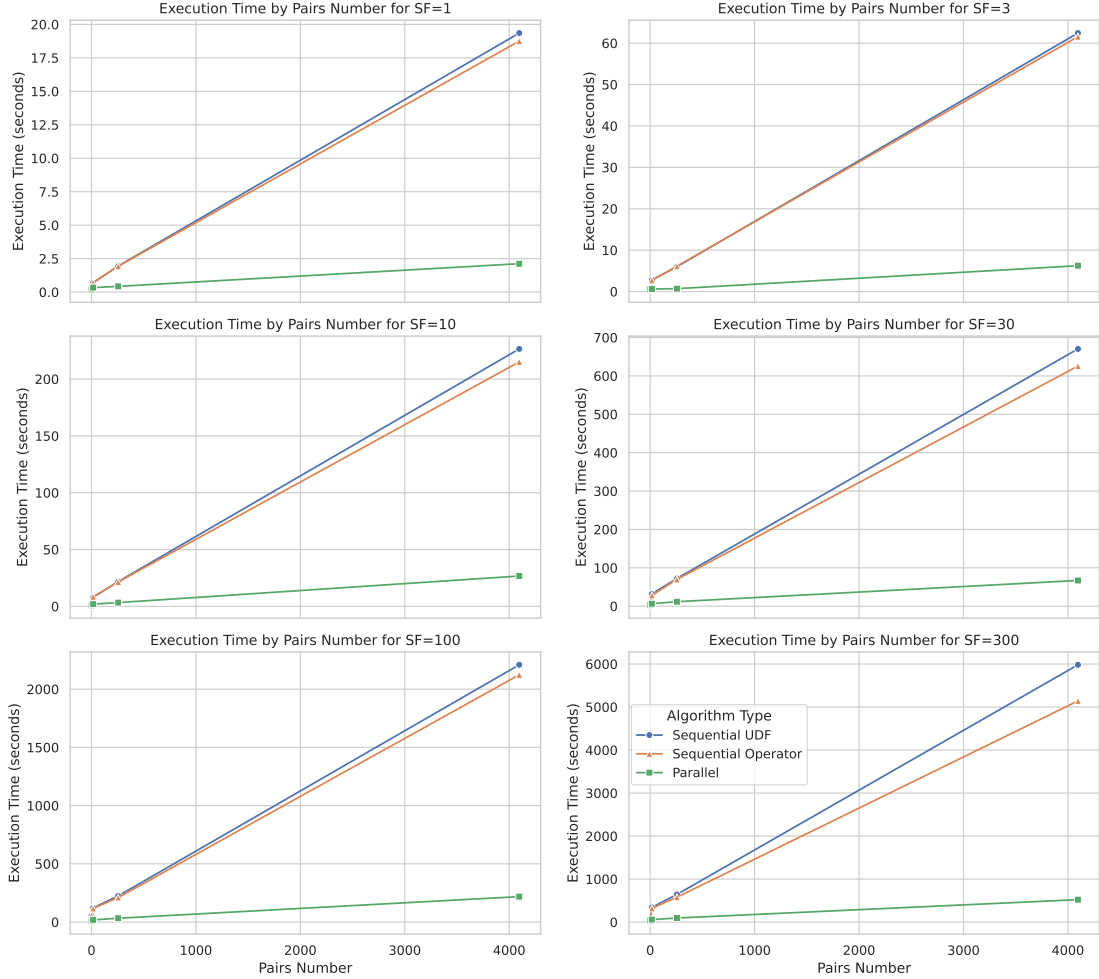 Execution Time by Pairs Number for SF=1
Execution Time (seconds)
20.0
17.5
15.0
12.5
10.0
7.5
5.0
2.5
0.0
Execution Time by Pairs Number for SF=3
Execution Time (seconds)
60
50
40
30
20
10
0
Execution Time by Pairs Number for SF=10
Execution Time (seconds)
200
150
100
50
0
Execution Time by Pairs Number for SF=30
Execution Time (seconds)
700
600
500
400
300
200
100
0
Execution Time by Pairs Number for SF=100
Execution Time (seconds)
2000
1500
1000
500
0
0 1000 2000 3000 4000
Pairs Number
Execution Time by Pairs Number for SF=300
Execution Time (seconds)
6000
5000
4000
3000
2000
1000
0
Algorithm Type
Sequential UDF
Sequential Operator
Parallel
0 1000 2000 3000 4000
Pairs Number